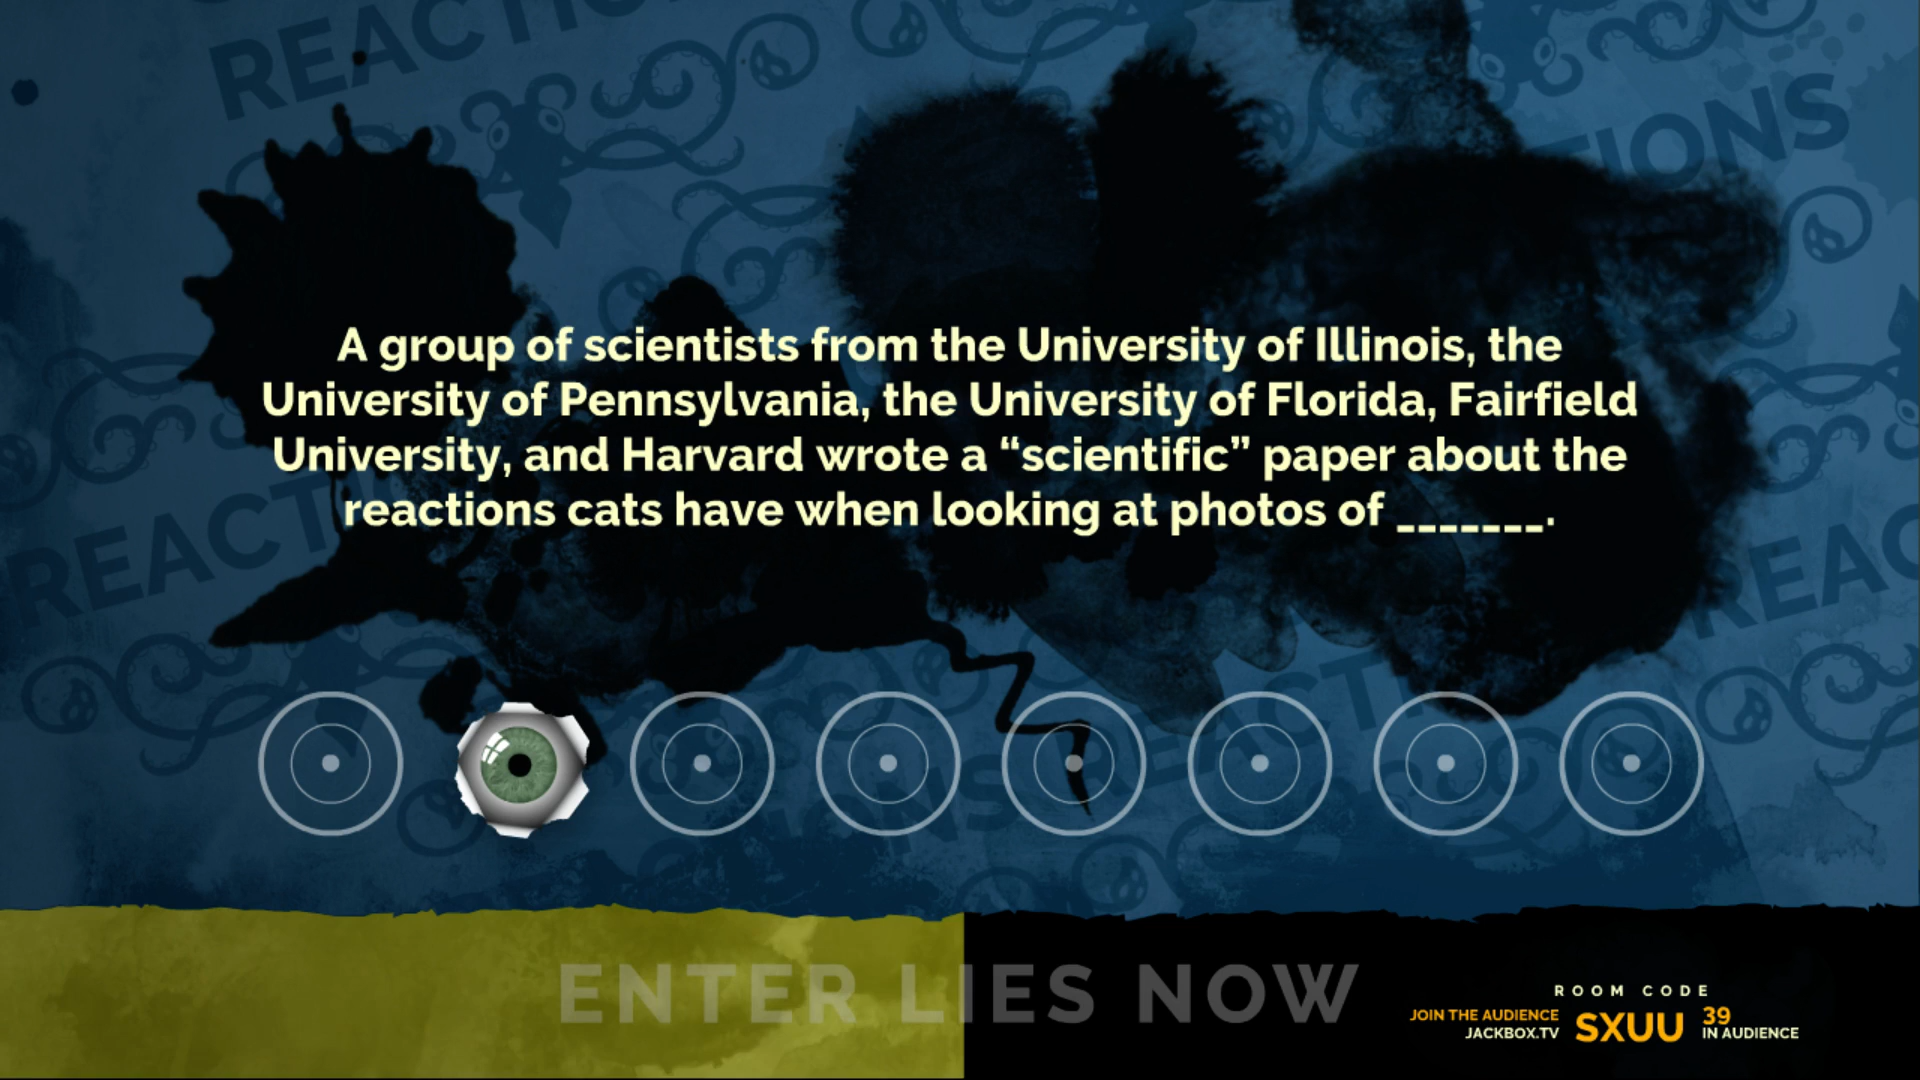 REACTIONS
A group of scientists from the University of Illinois, the
University of Pennsylvania, the University of Florida, Fairfield
University, and Harvard wrote a “scientific” paper about the
reactions cats have when looking at photos of _______.
ENTER LIES NOW
ROOM CODE
JOIN THE AUDIENCE
JACKBOX.TV
SXUU
39
IN AUDIENCE